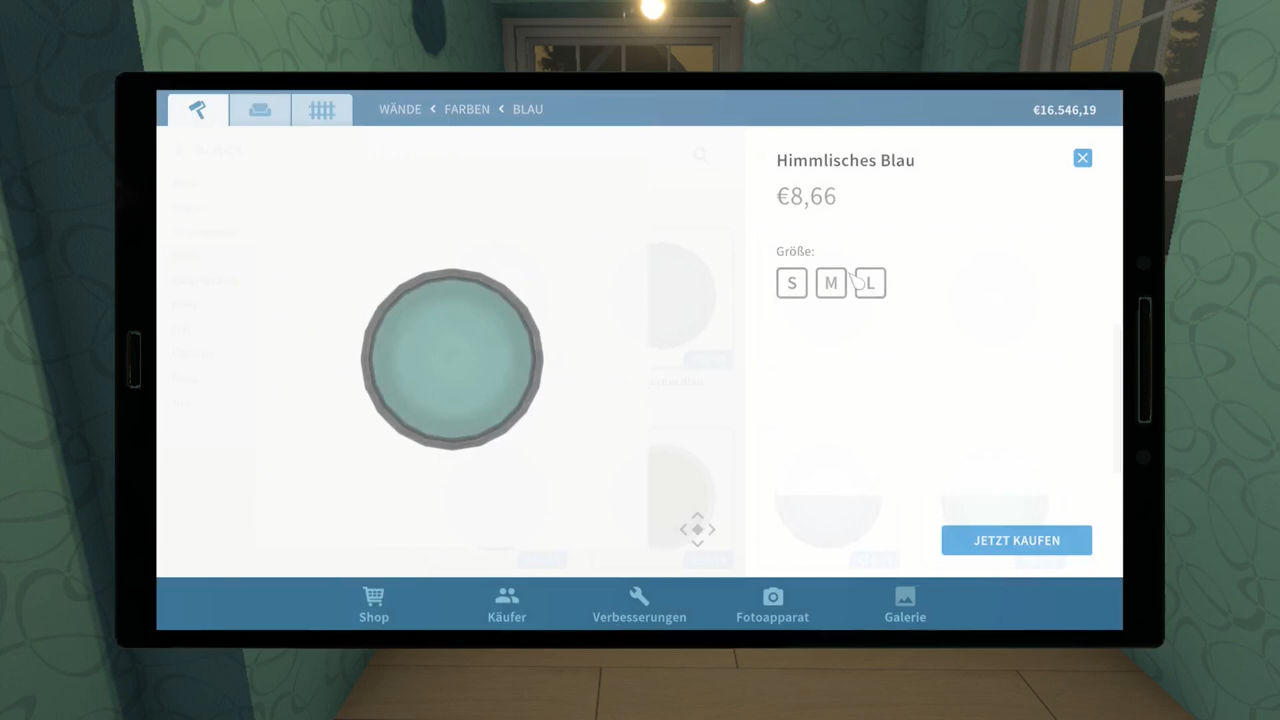 WÄNDE < FARBEN < BLAU
€16.546,19
Himmlisches Blau
€8,66
Größe:
S M L
JETZT KAUFEN
Shop Käufer Verbesserungen Fotoapparat Galerie